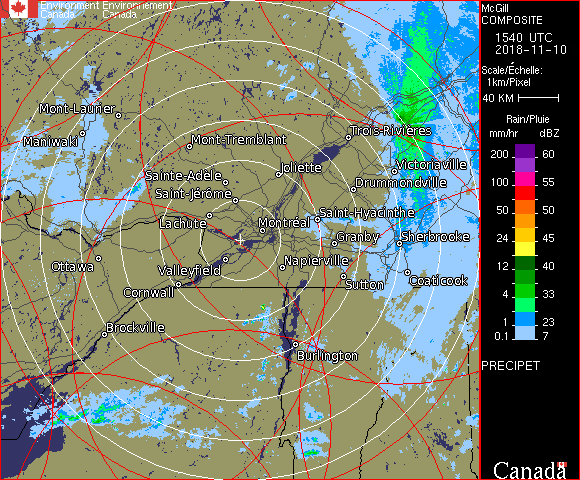 Environment Environnement
Canada Canada
Mont-Laurier
Maniwaki
Mont-Tremblant
Trois-Rivières
Joliette
Victoriaville
Sainte-Adèle
Drummondville
Saint-Jérôme
Saint-Hyacinthe
Lachute
Montréal
Granby
Sherbrooke
Ottawa
Valleyfield
Napierville
Coaticook
Cornwall
Sutton
Brockville
Burlington
McGill
COMPOSITE
1540 UTC
2018-11-10
Scale/Échelle:
1km/Pixel
40 KM
Rain/Pluie
mm/hr dBZ
200 60
100 55
50 50
24 45
12 40
4 33
1 23
0.1 7
PRECIPET
Canada